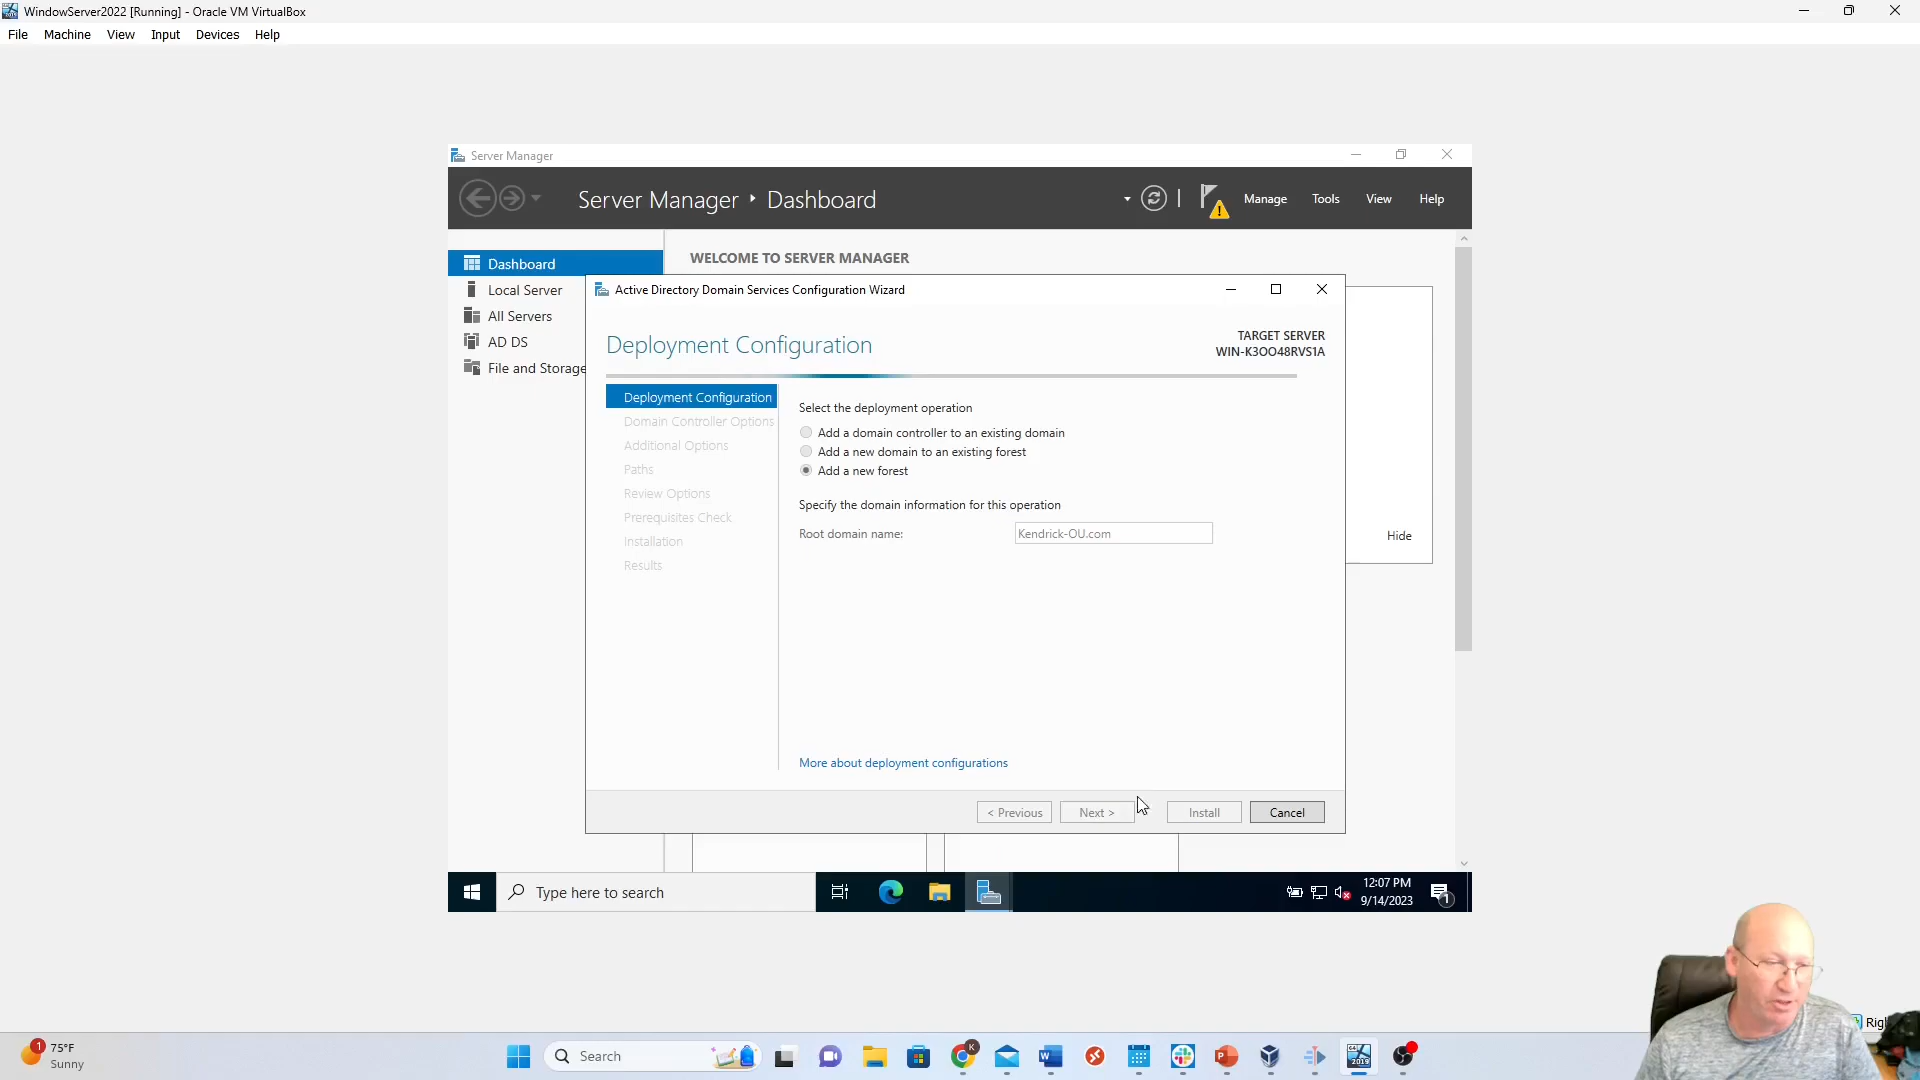 WindowServer2022 [Running] - Oracle VM VirtualBox
File Machine View Input Devices Help
Server Manager
Server Manager Dashboard
Manage Tools View Help
Dashboard
Local Server
All Servers
AD DS
File and Storage
WELCOME TO SERVER MANAGER
Active Directory Domain Services Configuration Wizard
Deployment Configuration
TARGET SERVER
WIN-K3OO48RVS1A
Deployment Configuration
Domain Controller Options
Additional Options
Paths
Review Options
Prerequisites Check
Installation
Results
Select the deployment operation
Add a domain controller to an existing domain
Add a new domain to an existing forest
Add a new forest
Specify the domain information for this operation
Root domain name: Kendrick-OU.com
More about deployment configurations
Hide
< Previous Next > Install Cancel
Type here to search
12:07 PM
9/14/2023
1
Righ
1
75°F
Sunny
Search
K
64
2019